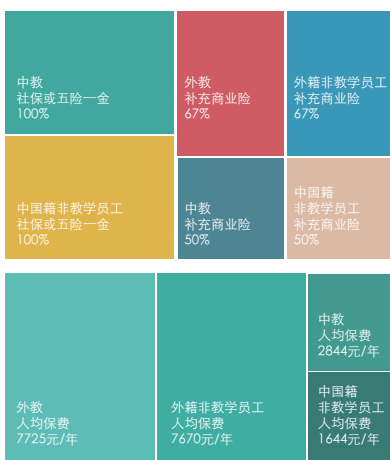 中教
社保或五险一金
100%
外教
补充商业险
67%
外籍非教学员工
补充商业险
67%
中国籍非教学员工
社保或五险一金
100%
中教
补充商业险
50%
中国籍
非教学员工
补充商业险
50%
外教
人均保费
7725元/年
外籍非教学员工
人均保费
7670元/年
中教
人均保费
2844元/年
中国籍
非教学员工
人均保费
1644元/年